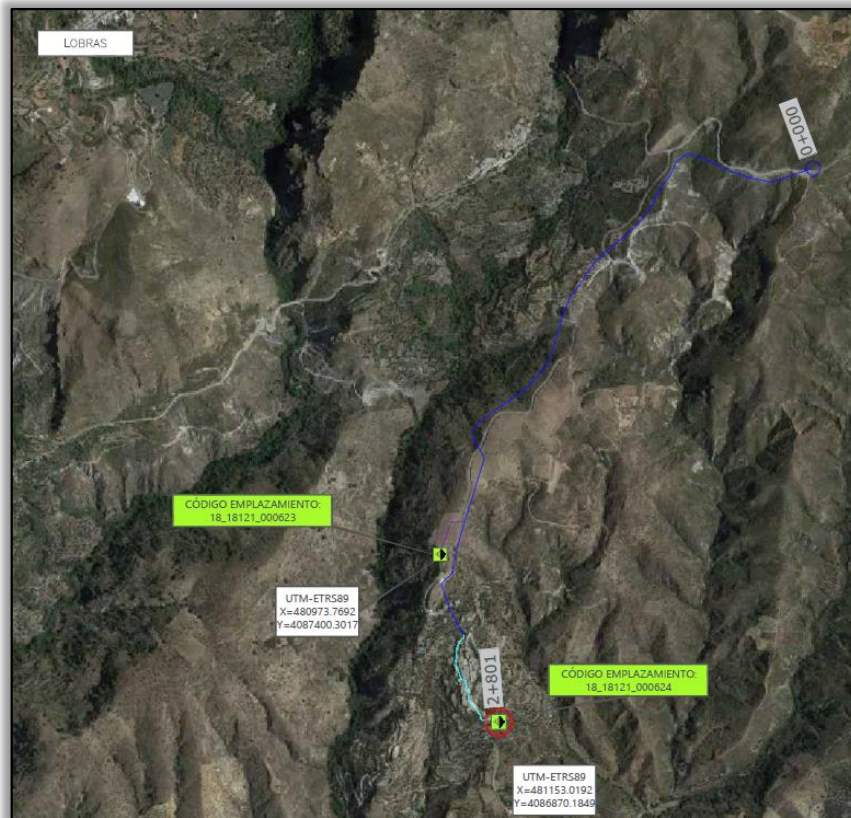 LOBRAS
0+000
CÓDIGO EMPLAZAMIENTO:
18_18121_000623
UTM-ETRS89
X=480973.7692
Y=4087400.3017
2+801
CÓDIGO EMPLAZAMIENTO:
18_18121_000624
UTM-ETRS89
X=481153.0192
Y=4086870.1849